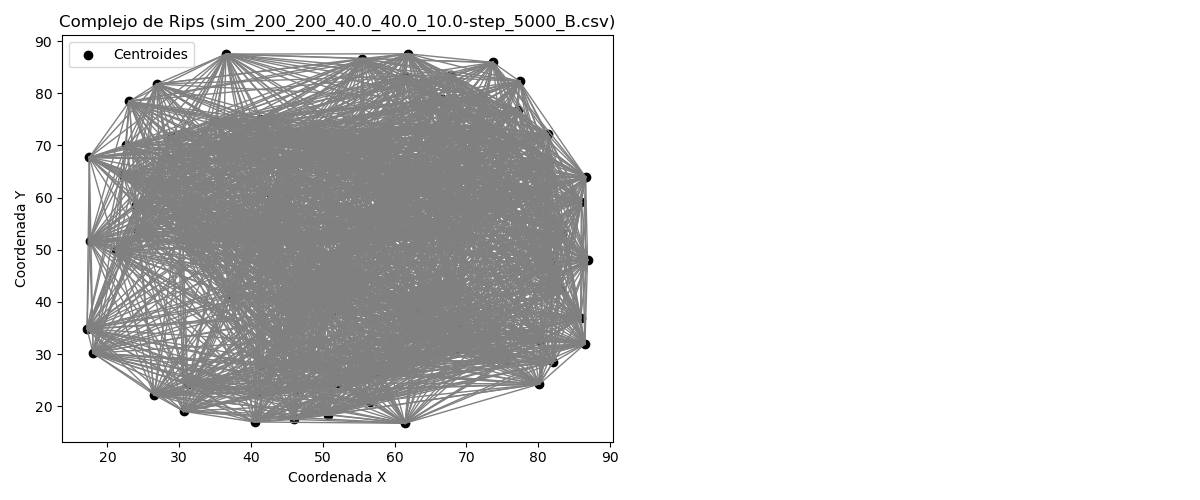 Complejo de Rips (sim_200_200_40.0_40.0_10.0-step_5000_B.csv)
90
Centroides
80
70
60
50
40
30
20
Coordenada Y
20 30 40 50 60 70 80 90
Coordenada X